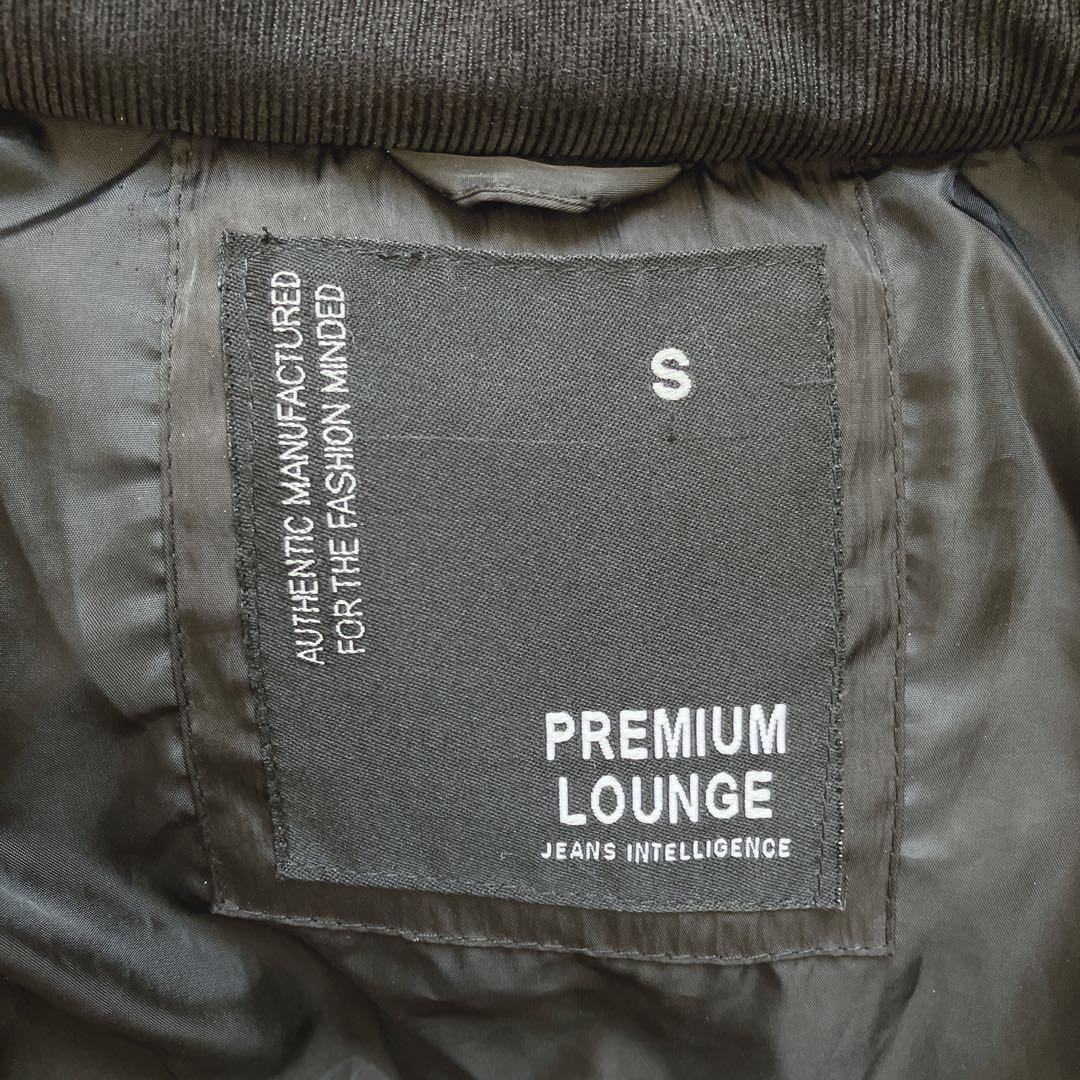 AUTHENTIC MANUFACTURED
FOR THE FASHION MINDED
S
PREMIUM
LOUNGE
JEANS INTELLIGENCE